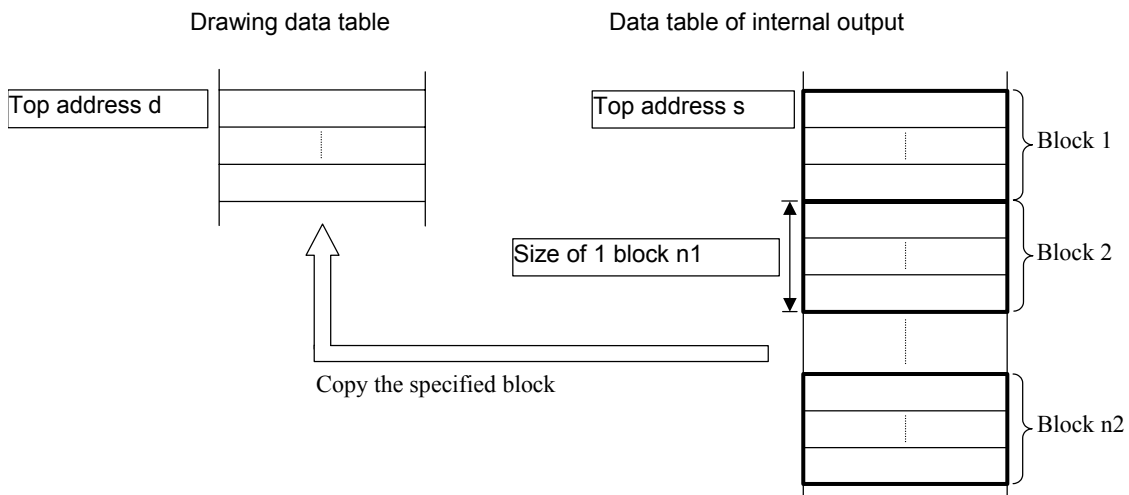 Drawing data table
Data table of internal output
Top address d
Top address s
Block 1
Size of 1 block n1
Block 2
Copy the specified block
Block n2